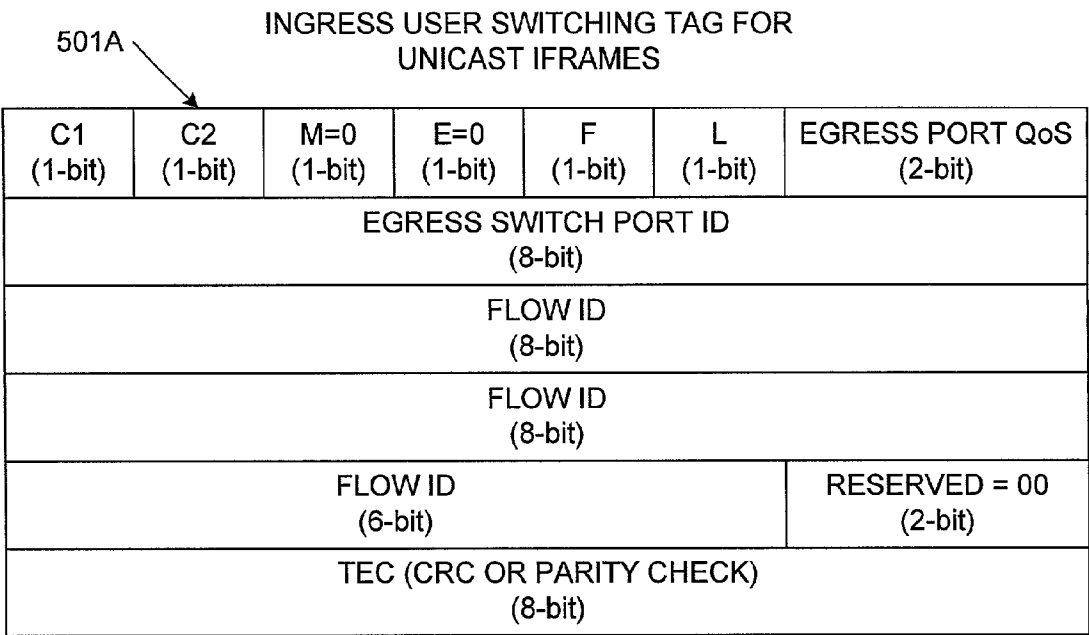 501A
INGRESS USER SWITCHING TAG FOR
UNICAST IFRAMES
C1 C2 M=0 E=0 F L EGRESS PORT QoS
(1-bit) (1-bit) (1-bit) (1-bit) (1-bit) (1-bit) (2-bit)
EGRESS SWITCH PORT ID
(8-bit)
FLOW ID
(8-bit)
FLOW ID
(8-bit)
FLOW ID RESERVED = 00
(6-bit) (2-bit)
TEC (CRC OR PARITY CHECK)
(8-bit)